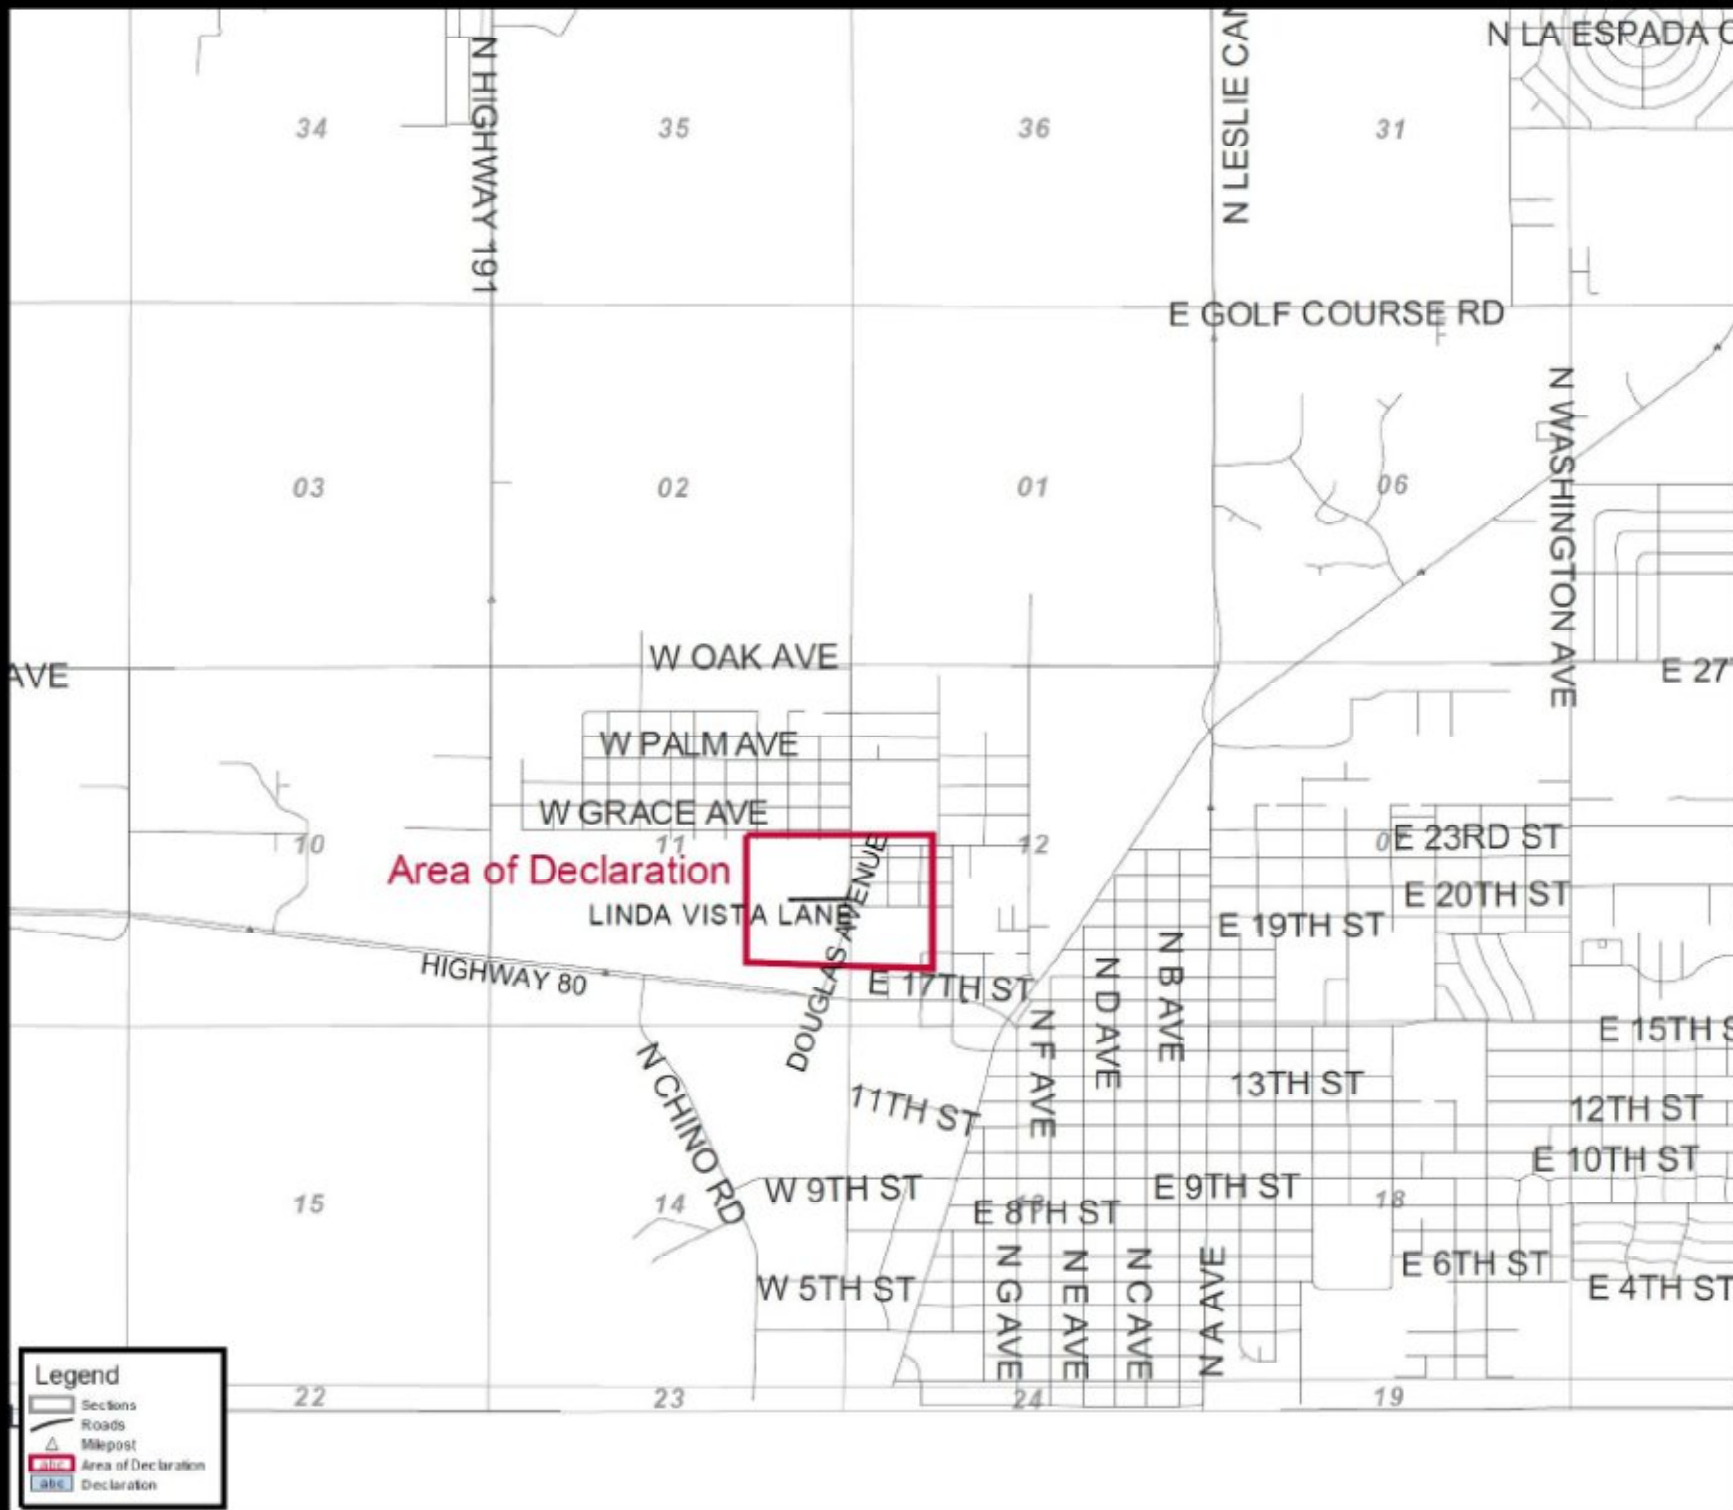 N LA ESPADA
N HIGHWAY 191
34
35
36
31
E GOLF COURSE RD
N WASHINGTON AVE
03
02
01
06
W OAK AVE
AVE
E 27
W PALM AVE
W GRACE AVE
10
11
12
E 23RD ST
Area of Declaration
DOUGLAS AVENUE
E 20TH ST
LINDA VISTA LANE
E 19TH ST
HIGHWAY 80
E 17TH ST
N F AVE
N D AVE
N B AVE
E 15TH
N CHINO RD
11TH ST
13TH ST
12TH ST
E 10TH ST
15
14
W 9TH ST
E 8TH ST
E 9TH ST
18
W 5TH ST
N G AVE
N E AVE
N C AVE
N A AVE
E 6TH ST
E 4TH ST
22
23
24
19
Legend
Sections
Roads
Milepost
abc Area of Declaration
abc Declaration